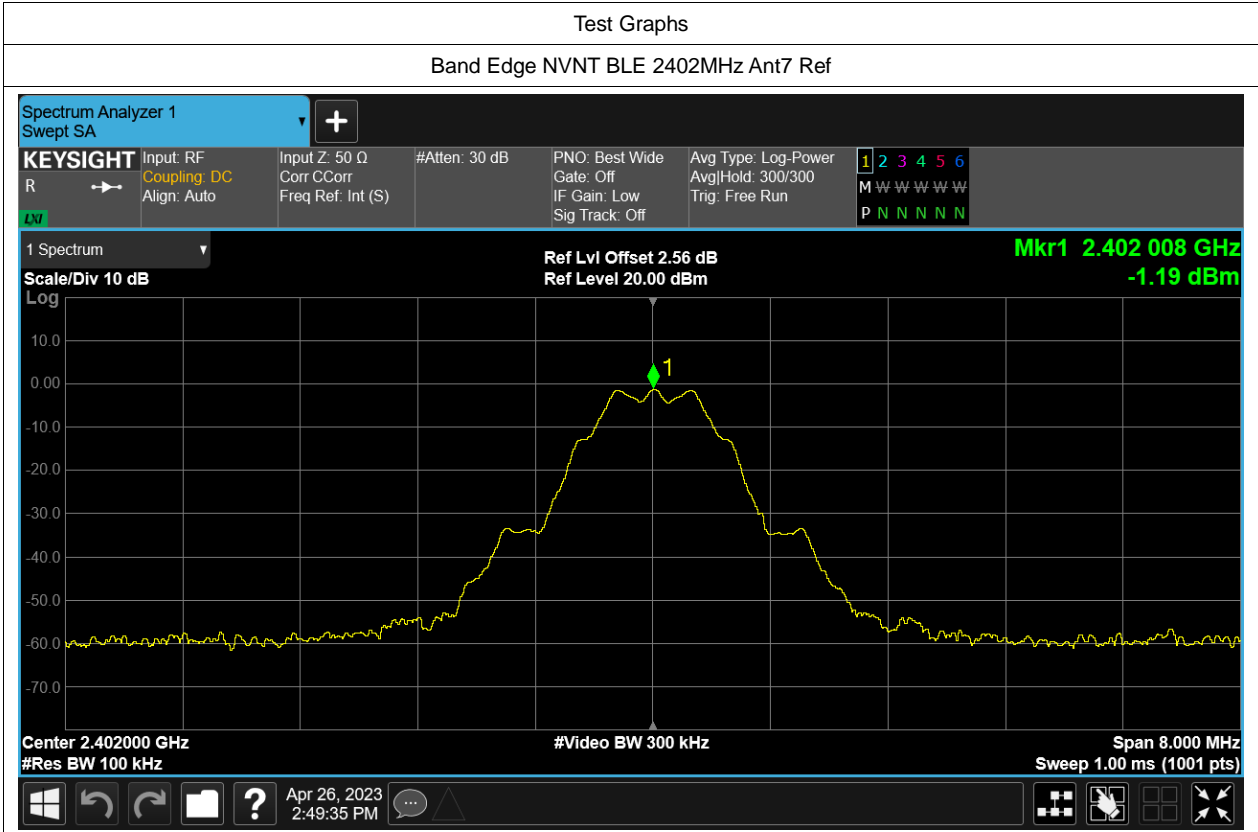 Test Graphs
Band Edge NVNT BLE 2402MHz Ant7 Ref
Spectrum Analyzer 1
Swept SA
KEYSIGHT
R
LXI
Input: RF
Coupling: DC
Align: Auto
Input Z: 50 Ω
Corr CCorr
Freq Ref: Int (S)
#Atten: 30 dB
PNO: Best Wide
Gate: Off
IF Gain: Low
Sig Track: Off
Avg Type: Log-Power
Avg|Hold: 300/300
Trig: Free Run
1 2 3 4 5 6
M W W W W W
P N N N N N
1 Spectrum
Scale/Div 10 dB
Ref Lvl Offset 2.56 dB
Ref Level 20.00 dBm
Mkr1 2.402 008 GHz
-1.19 dBm
Log
10.0
0.00
-10.0
-20.0
-30.0
-40.0
-50.0
-60.0
-70.0
1
Center 2.402000 GHz
#Res BW 100 kHz
#Video BW 300 kHz
Span 8.000 MHz
Sweep 1.00 ms (1001 pts)
?
Apr 26, 2023
2:49:35 PM